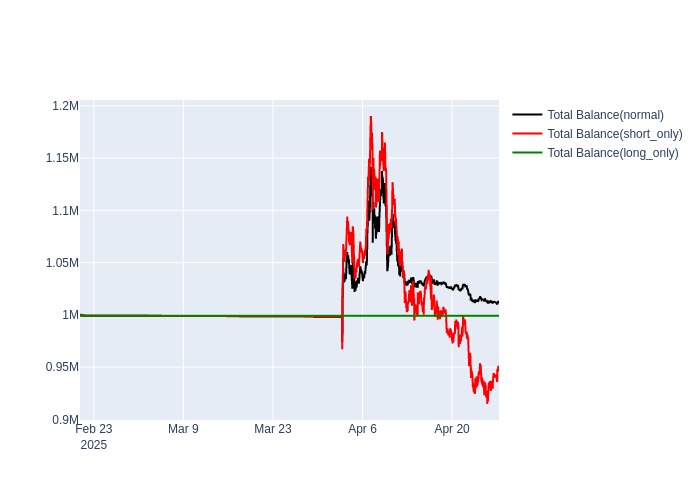 1.2M
1.15M
1.1M
1.05M
1M
0.95M
0.9M
Feb 23
2025
Mar 9
Mar 23
Apr 6
Apr 20
Total Balance(normal)
Total Balance(short_only)
Total Balance(long_only)